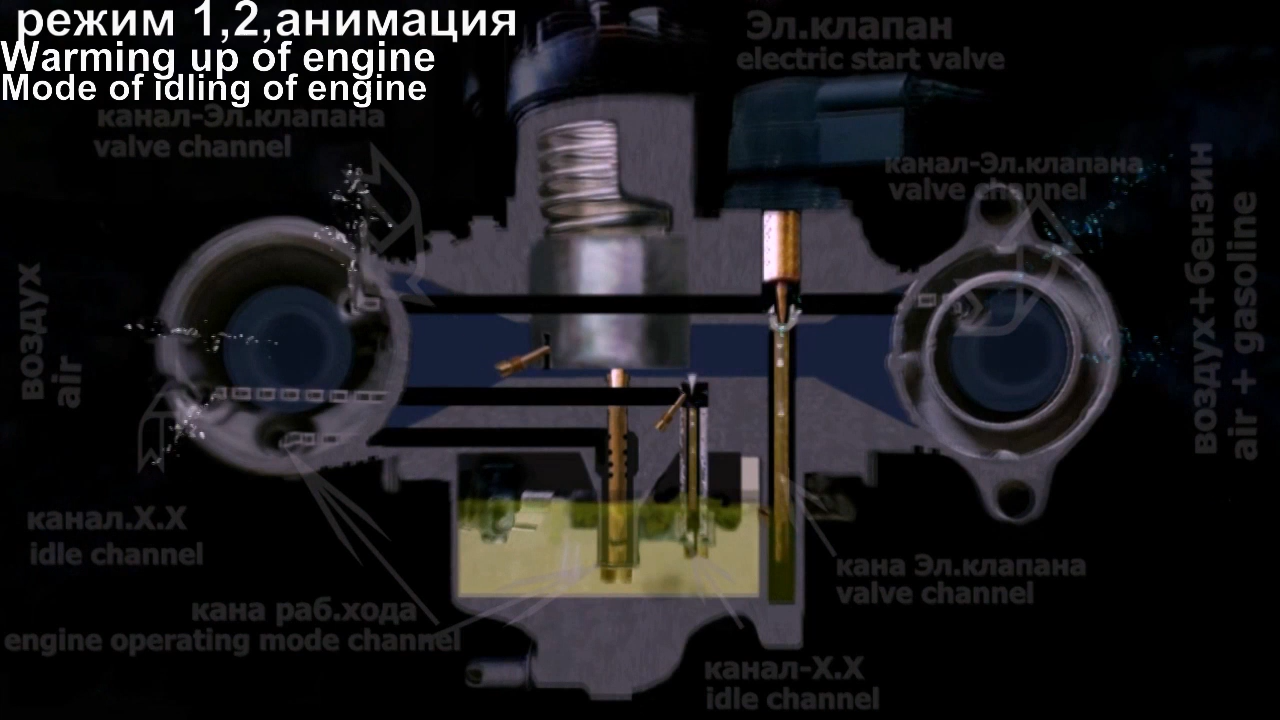 режим 1,2,анимация
Warming up of engine
Mode of idling of engine
Эл.клапан
electric start valve
канал-Эл.клапана
valve channel
канал-Эл.клапана
valve channel
воздух
air
воздух+бензин
air + gasoline
канал.Х.Х
idle channel
кана Эл.клапана
valve channel
кана раб.хода
engine operating mode channel
канал-Х.Х
idle channel